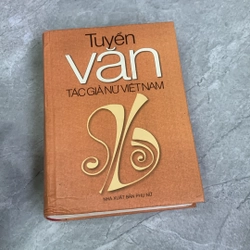 Tuyển
văn
TÁC GIẢ NỮ VIỆT NAM
NHÀ XUẤT BẢN PHỤ NỮ